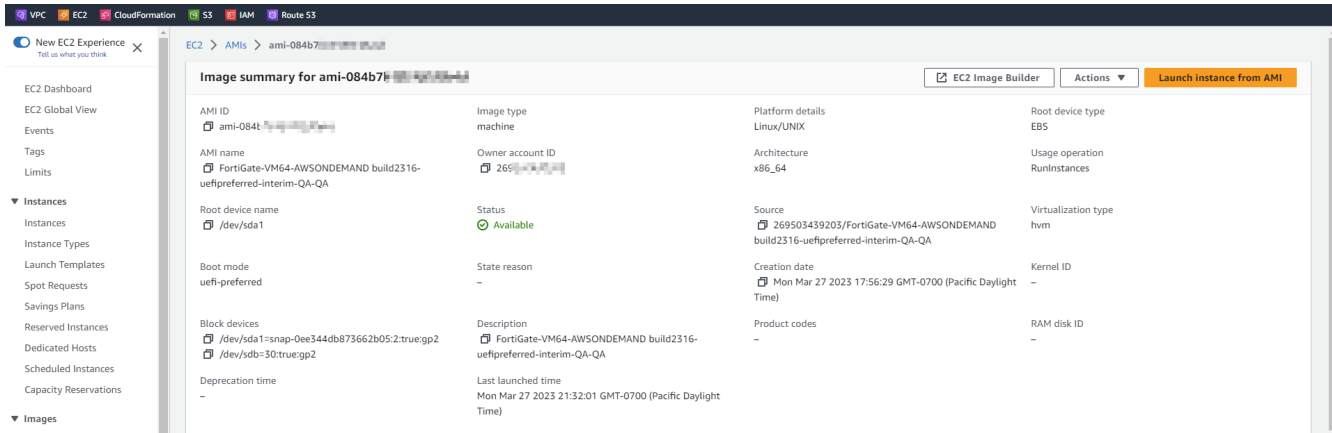 VPC EC2 CloudFormation S3 IAM Route 53
New EC2 Experience
Tell us what you think
EC2 Dashboard
EC2 Global View
Events
Tags
Limits
Instances
Instances
Instance Types
Launch Templates
Spot Requests
Savings Plans
Reserved Instances
Dedicated Hosts
Scheduled Instances
Capacity Reservations
Images
EC2 > AMIs > ami-084b7
Image summary for ami-084b7
EC2 Image Builder
Actions
Launch instance from AMI
AMI ID
ami-084b
Image type
machine
Platform details
Linux/UNIX
Root device type
EBS
AMI name
FortiGate-VM64-AWSONDEMAND build2316-
uefipreferred-interim-QA-QA
Owner account ID
269
Architecture
x86_64
Usage operation
RunInstances
Root device name
/dev/sda1
Status
Available
Source
269503439203/FortiGate-VM64-AWSONDEMAND
build2316-uefipreferred-interim-QA-QA
Virtualization type
hvm
Boot mode
uefi-preferred
State reason
–
Creation date
Mon Mar 27 2023 17:56:29 GMT-0700 (Pacific Daylight
Time)
Kernel ID
–
Block devices
/dev/sda1=snap-0ee344db873662b05:2:true:gp2
/dev/sdb=30:true:gp2
Description
FortiGate-VM64-AWSONDEMAND build2316-
uefipreferred-interim-QA-QA
Product codes
–
RAM disk ID
–
Deprecation time
–
Last launched time
Mon Mar 27 2023 21:32:01 GMT-0700 (Pacific Daylight
Time)